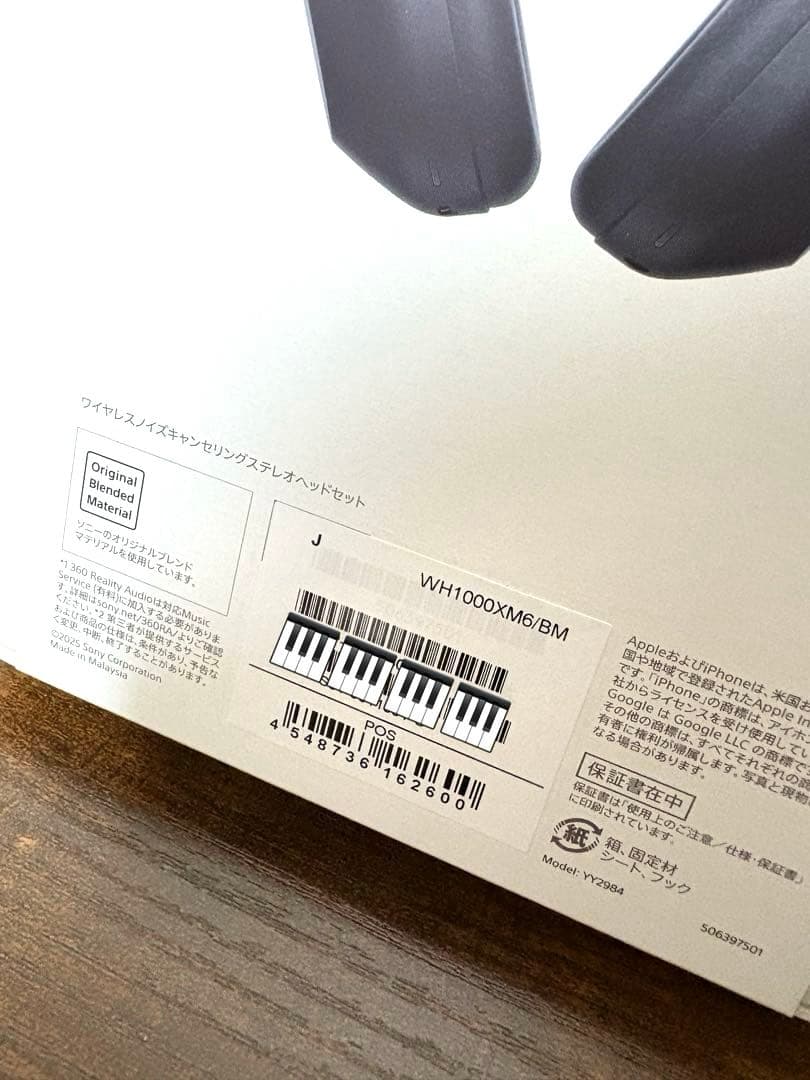 ワイヤレスノイズキャンセリングステレオヘッドセット
Original
Blended
Material
ソニーのオリジナルブレンド
マテリアルを使用しています。
*1 360 Reality Audioは対応Music
Service (有料)に加入する必要がありま
す。詳細はsony.net/360RA/よりご確認
ください。*2 第三者が提供するサービス
および商品の仕様は、条件があり、予告な
く変更、中断、終了することがあります。
©2025 Sony Corporation
Made in Malaysia
J
WH1000XM6/BM
POS
4 548736 162600
AppleおよびiPhoneは、米国お
国や地域で登録されたApple In
です。「iPhone」の商標は、アイホン
社からライセンスを受け使用してい
Google は Google LLC の商標で
その他の商標は、すべてそれぞれの
有者に権利が帰属します。写真と現物
なる場合があります。
保証書在中
保証書は「使用上のご注意/仕様・保証書」
に印刷されています。
紙
箱、固定材
シート、フック
Model: YY2984
506397501